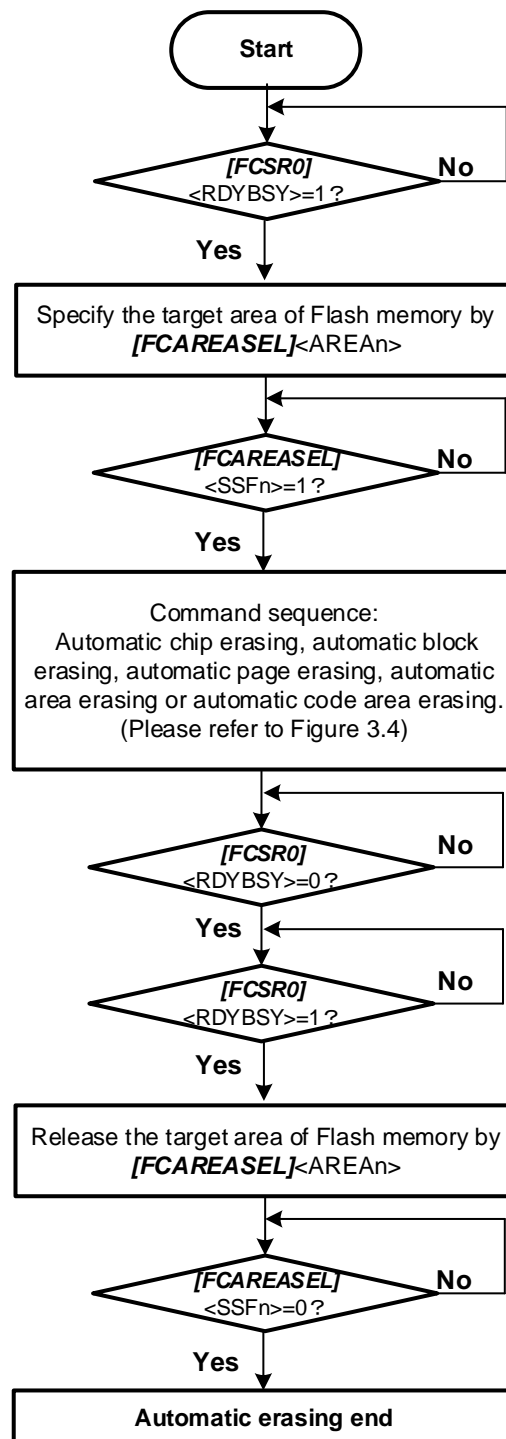 Start
[FCSR0]
<RDYBSY>=1?
No
Yes
Specify the target area of Flash memory by
[FCAREASEL]<AREAn>
[FCAREASEL]
<SSFn>=1?
No
Yes
Command sequence:
Automatic chip erasing, automatic block
erasing, automatic page erasing, automatic
area erasing or automatic code area erasing.
(Please refer to Figure 3.4)
[FCSR0]
<RDYBSY>=0?
No
Yes
[FCSR0]
<RDYBSY>=1?
No
Yes
Release the target area of Flash memory by
[FCAREASEL]<AREAn>
[FCAREASEL]
<SSFn>=0?
No
Yes
Automatic erasing end